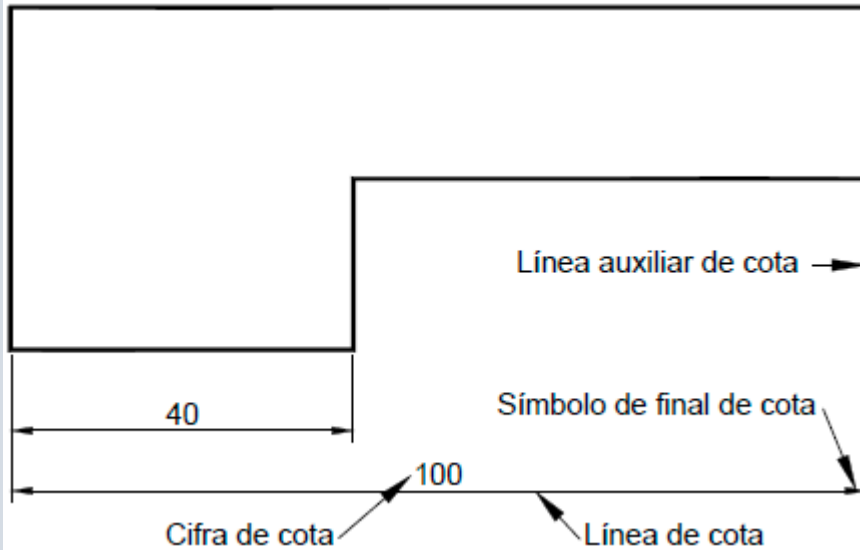 Línea auxiliar de cota
40
Símbolo de final de cota
100
Cifra de cota
Línea de cota